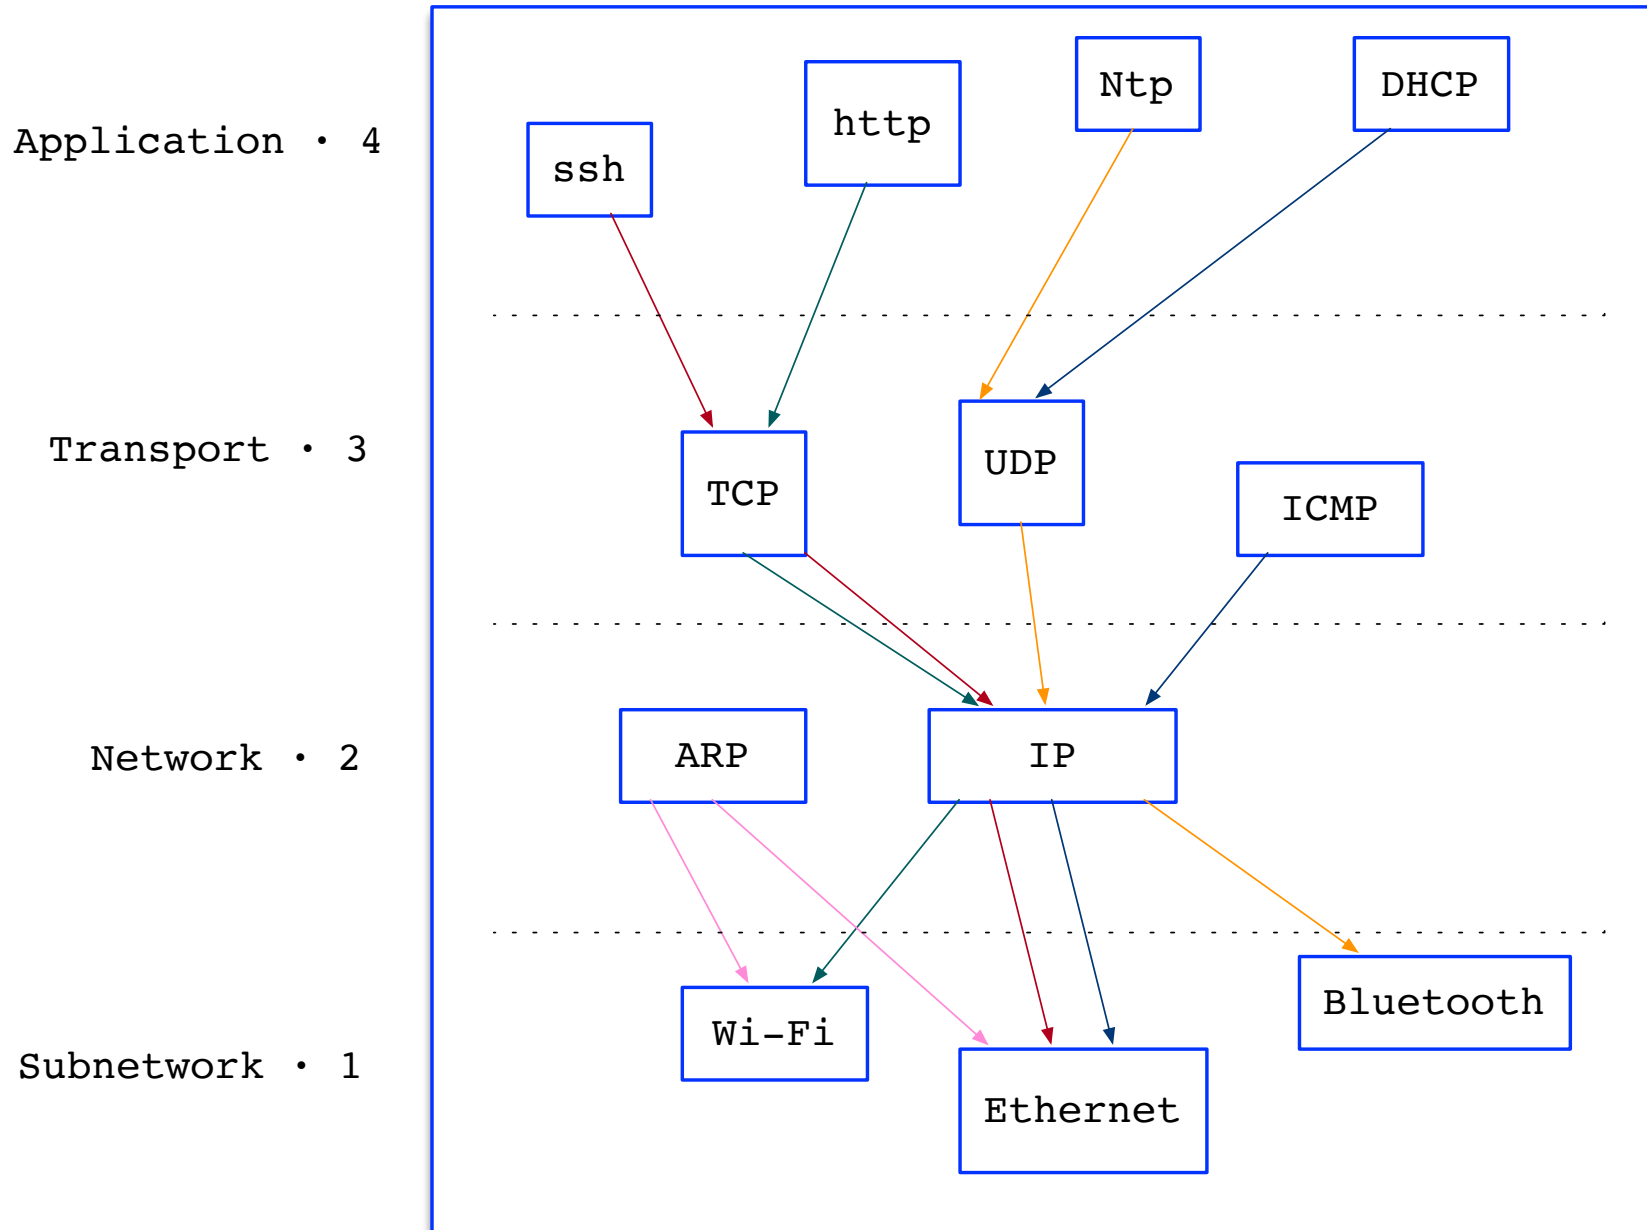 Application · 4
ssh
http
Ntp
DHCP
Transport · 3
TCP
UDP
ICMP
Network · 2
ARP
IP
Subnetwork · 1
Wi-Fi
Ethernet
Bluetooth